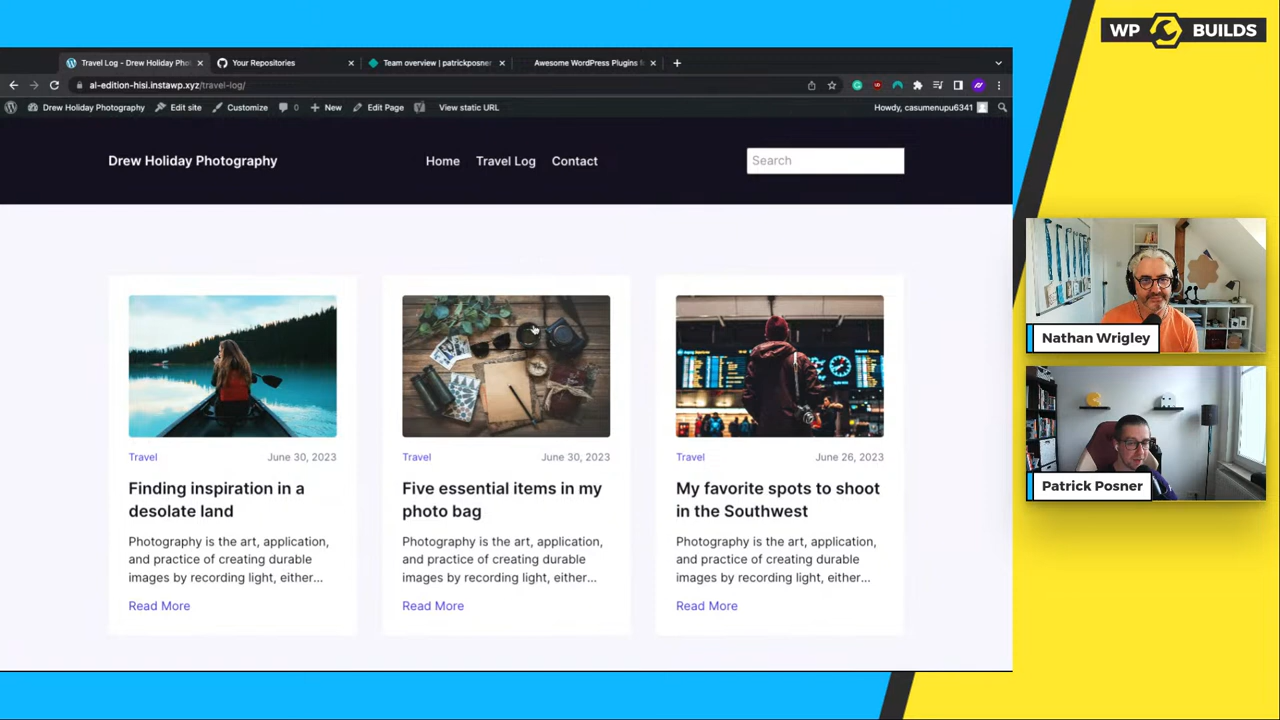 WP BUILDS
Travel Log - Drew Holiday Pho
Your Repositories
Team overview | patrickposner
Awesome WordPress Plugins f
ai-edition-hisi.instawp.xyz/travel-log/
Drew Holiday Photography
Edit site
Customize
0
New
Edit Page
View static URL
Howdy, casumenupu6341
Drew Holiday Photography
Home
Travel Log
Contact
Search
Travel
June 30, 2023
Finding inspiration in a
desolate land
Photography is the art, application,
and practice of creating durable
images by recording light, either...
Read More
Travel
June 30, 2023
Five essential items in my
photo bag
Photography is the art, application,
and practice of creating durable
images by recording light, either...
Read More
Travel
June 26, 2023
My favorite spots to shoot
in the Southwest
Photography is the art, application,
and practice of creating durable
images by recording light, either...
Read More
Nathan Wrigley
Patrick Posner